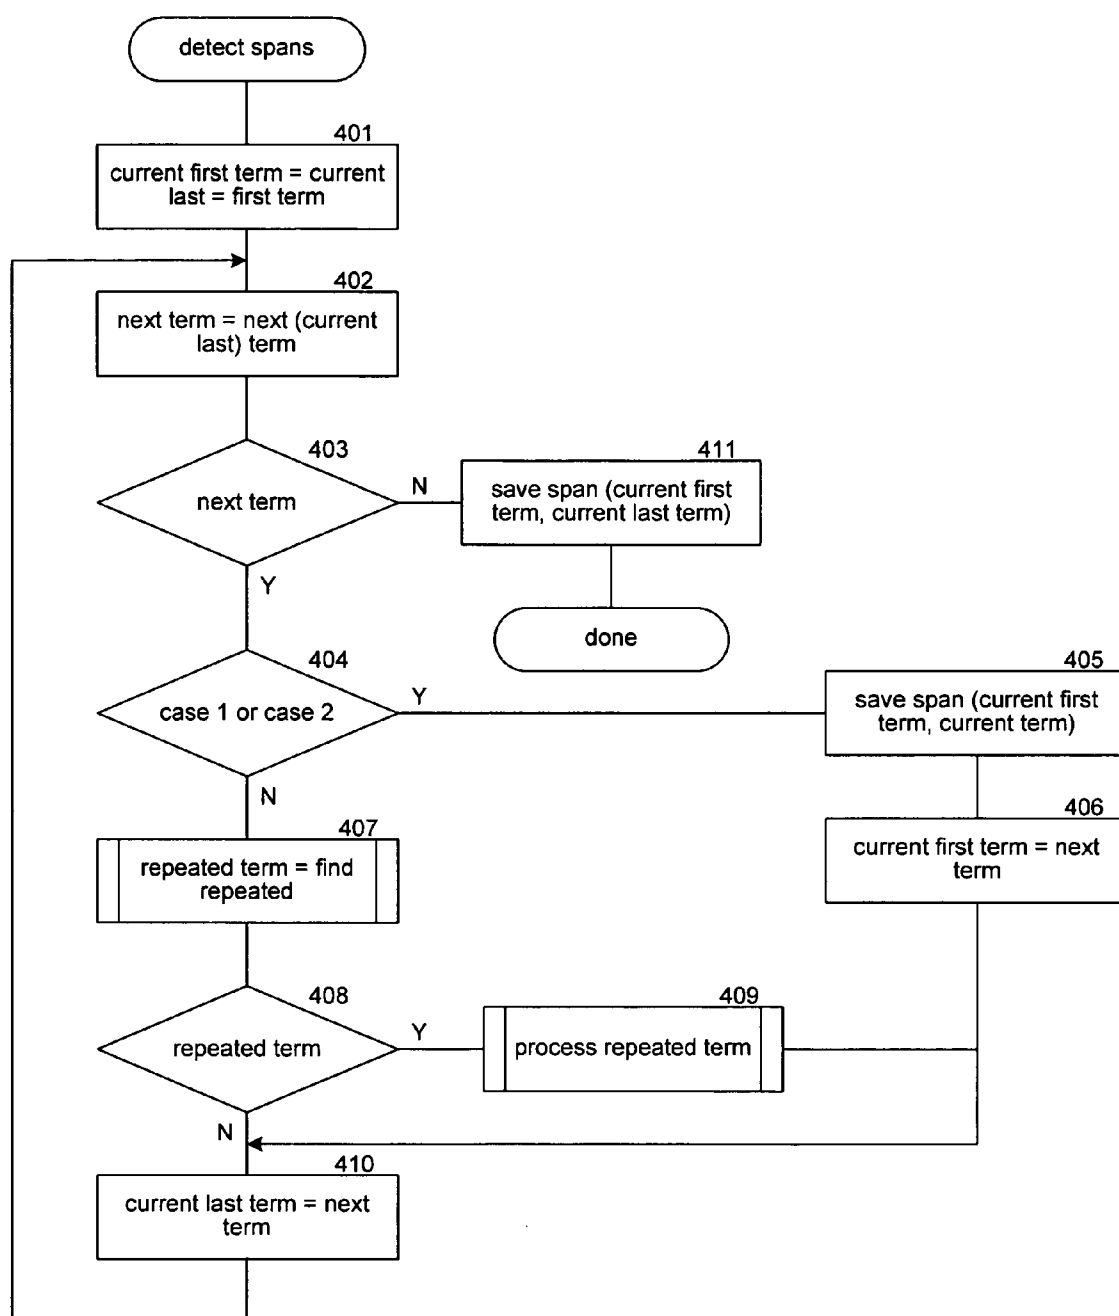 detect spans
401
current first term = current
last = first term
402
next term = next (current
last) term
403
next term
N
411
save span (current first
term, current last term)
Y
done
404
case 1 or case 2
Y
405
save span (current first
term, current term)
N
406
current first term = next
term
407
repeated term = find
repeated
408
repeated term
Y
409
process repeated term
N
410
current last term = next
term